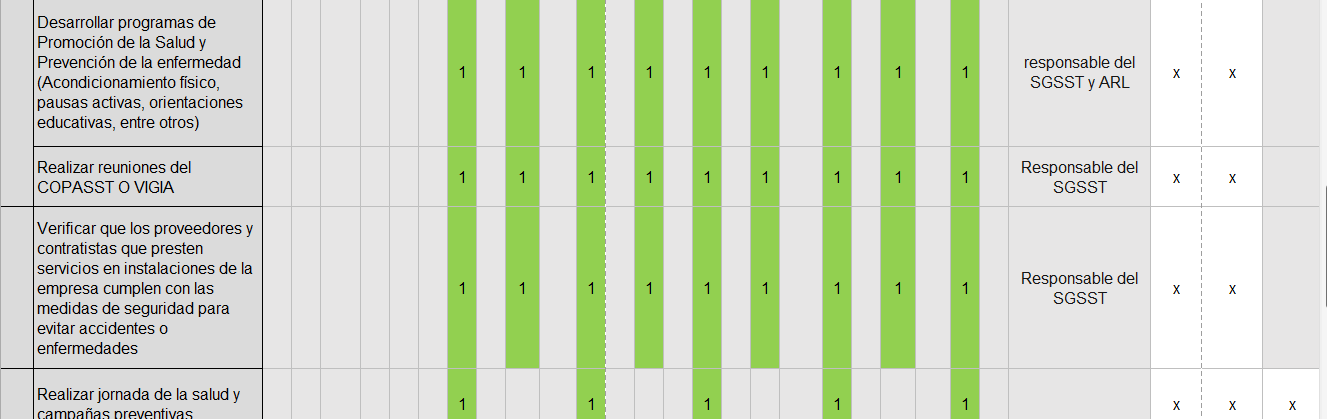 Desarrollar programas de
Promoción de la Salud y
Prevención de la enfermedad
(Acondicionamiento físico,
pausas activas, orientaciones
educativas, entre otros)
1 1 1 1 1 1 1 1 1
responsable del
SGSST y ARL
x x
Realizar reuniones del
COPASST O VIGIA
1 1 1 1 1 1 1 1 1
Responsable del
SGSST
x x
Verificar que los proveedores y
contratistas que presten
servicios en instalaciones de la
empresa cumplen con las
medidas de seguridad para
evitar accidentes o
enfermedades
1 1 1 1 1 1 1 1 1
Responsable del
SGSST
x x
Realizar jornada de la salud y
campañas preventivas
1 1 1 1 1
x x x